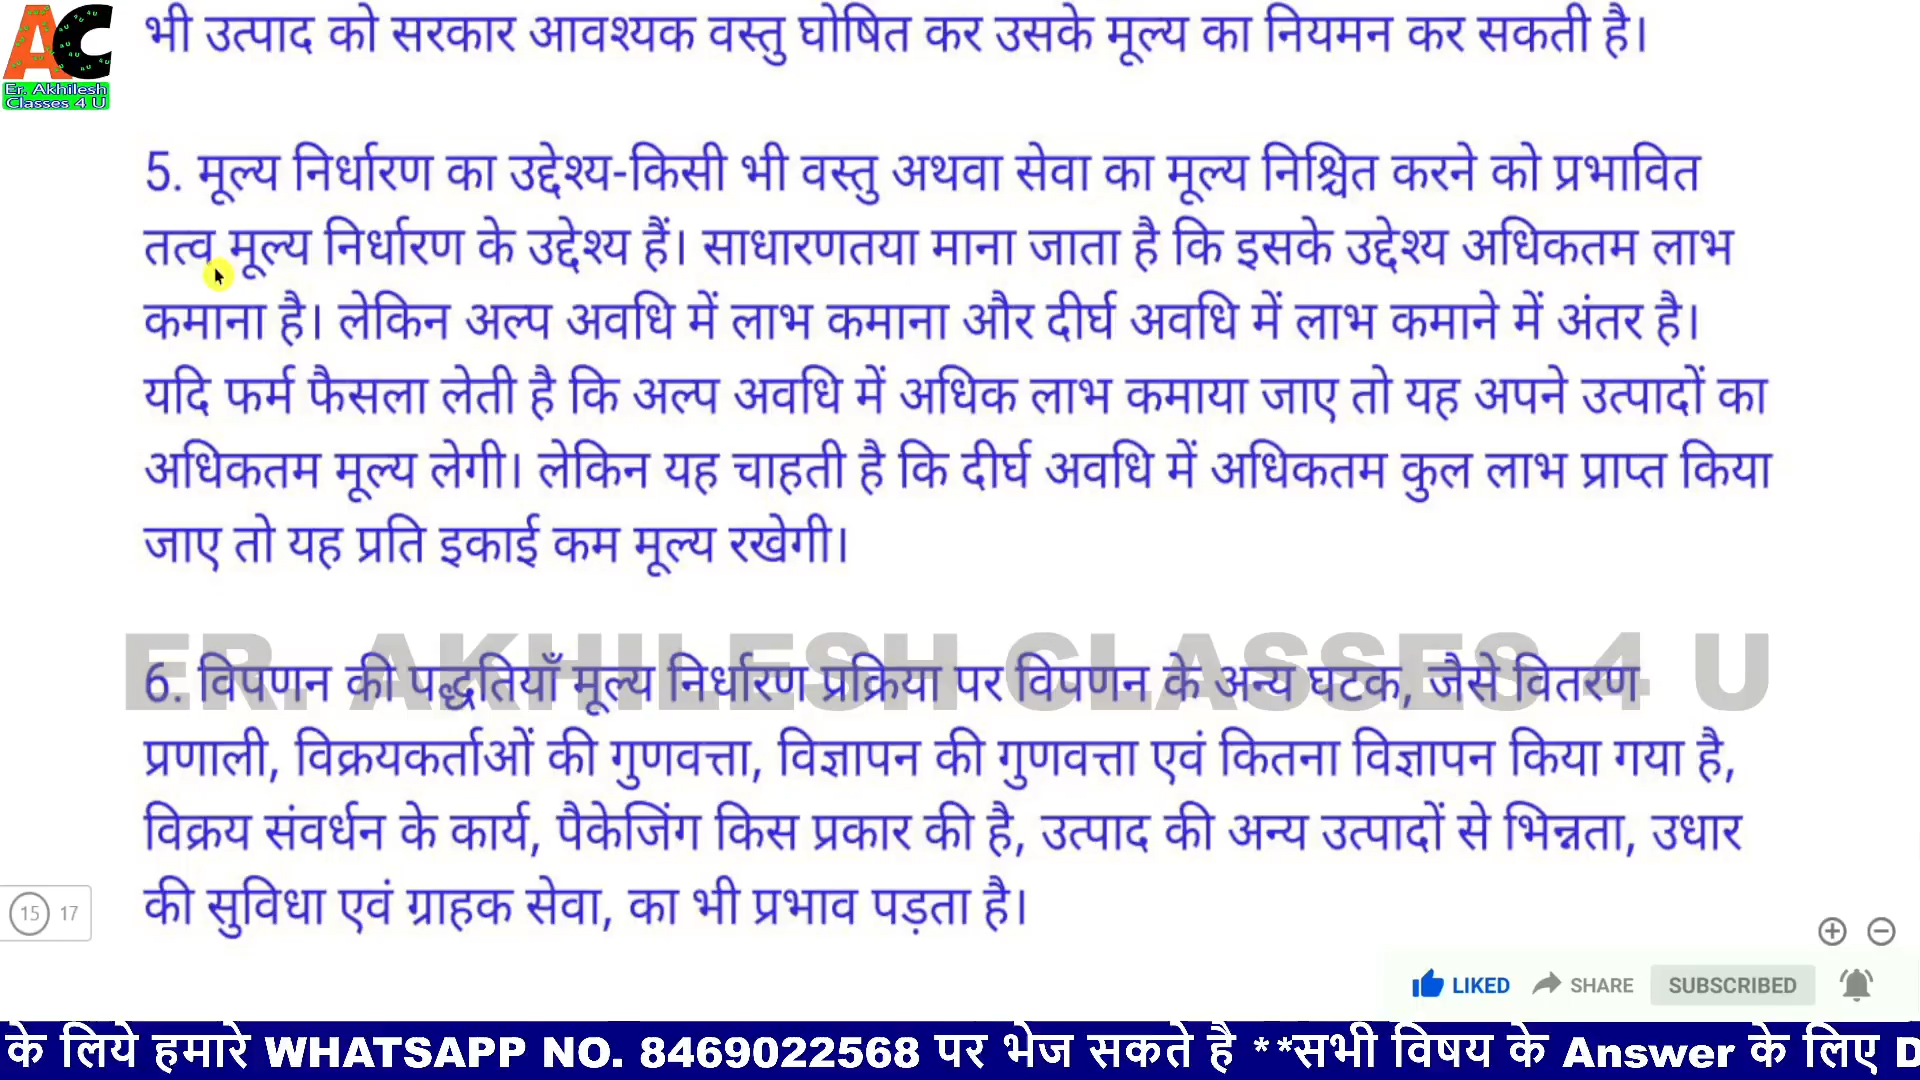 भी उत्पाद को सरकार आवश्यक वस्तु घोषित कर उसके मूल्य का नियमन कर सकती है।
AC
Er. Akhilesh
Classes 4 U
5. मूल्य निर्धारण का उद्देश्य-किसी भी वस्तु अथवा सेवा का मूल्य निश्चित करने को प्रभावित
तत्व मूल्य निर्धारण के उद्देश्य हैं। साधारणतया माना जाता है कि इसके उद्देश्य अधिकतम लाभ
कमाना है। लेकिन अल्प अवधि में लाभ कमाना और दीर्घ अवधि में लाभ कमाने में अंतर है।
यदि फर्म फैसला लेती है कि अल्प अवधि में अधिक लाभ कमाया जाए तो यह अपने उत्पादों का
अधिकतम मूल्य लेगी। लेकिन यह चाहती है कि दीर्घ अवधि में अधिकतम कुल लाभ प्राप्त किया
जाए तो यह प्रति इकाई कम मूल्य रखेगी।
ER. AKHILESH CLASSES 4 U
6. विपणन की पद्धतियाँ मूल्य निर्धारण प्रक्रिया पर विपणन के अन्य घटक, जैसे वितरण
प्रणाली, विक्रयकर्ताओं की गुणवत्ता, विज्ञापन की गुणवत्ता एवं कितना विज्ञापन किया गया है,
विक्रय संवर्धन के कार्य, पैकेजिंग किस प्रकार की है, उत्पाद की अन्य उत्पादों से भिन्नता, उधार
की सुविधा एवं ग्राहक सेवा, का भी प्रभाव पड़ता है।
15 17
LIKED SHARE SUBSCRIBED
के लिये हमारे WHATSAPP NO. 8469022568 पर भेज सकते है **सभी विषय के Answer के लिए D